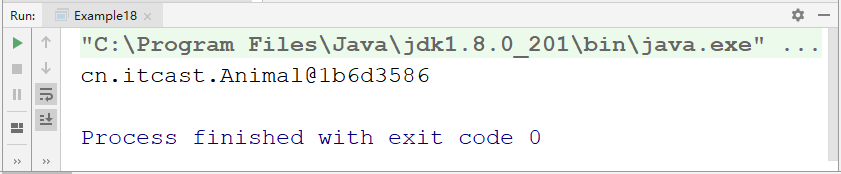 Run: Example18
"C:\Program Files\Java\jdk1.8.0_201\bin\java.exe" ...
cn.itcast.Animal@1b6d3586
Process finished with exit code 0